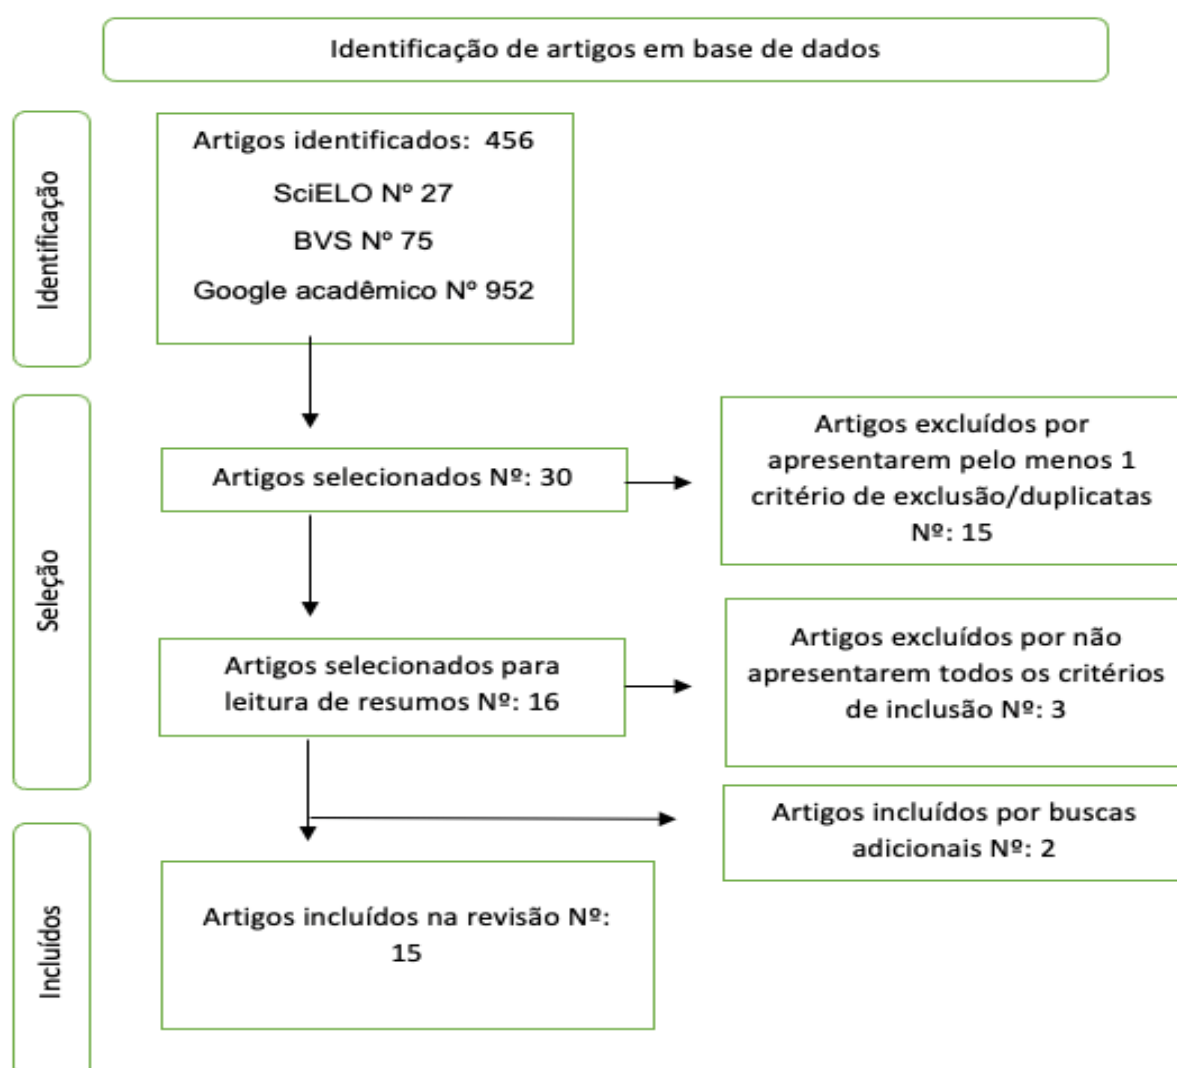 Identificação de artigos em base de dados
Identificação
Artigos identificados:  456
SciELO Nº 27
BVS Nº 75
Google acadêmico Nº 952
Seleção
Artigos selecionados Nº: 30
Artigos excluídos por
apresentarem pelo menos 1
critério de exclusão/duplicatas
Nº: 15
Artigos selecionados para
leitura de resumos Nº: 16
Artigos excluídos por não
apresentarem todos os critérios
de inclusão Nº: 3
Artigos incluídos por buscas
adicionais Nº: 2
Incluídos
Artigos incluídos na revisão Nº:
15